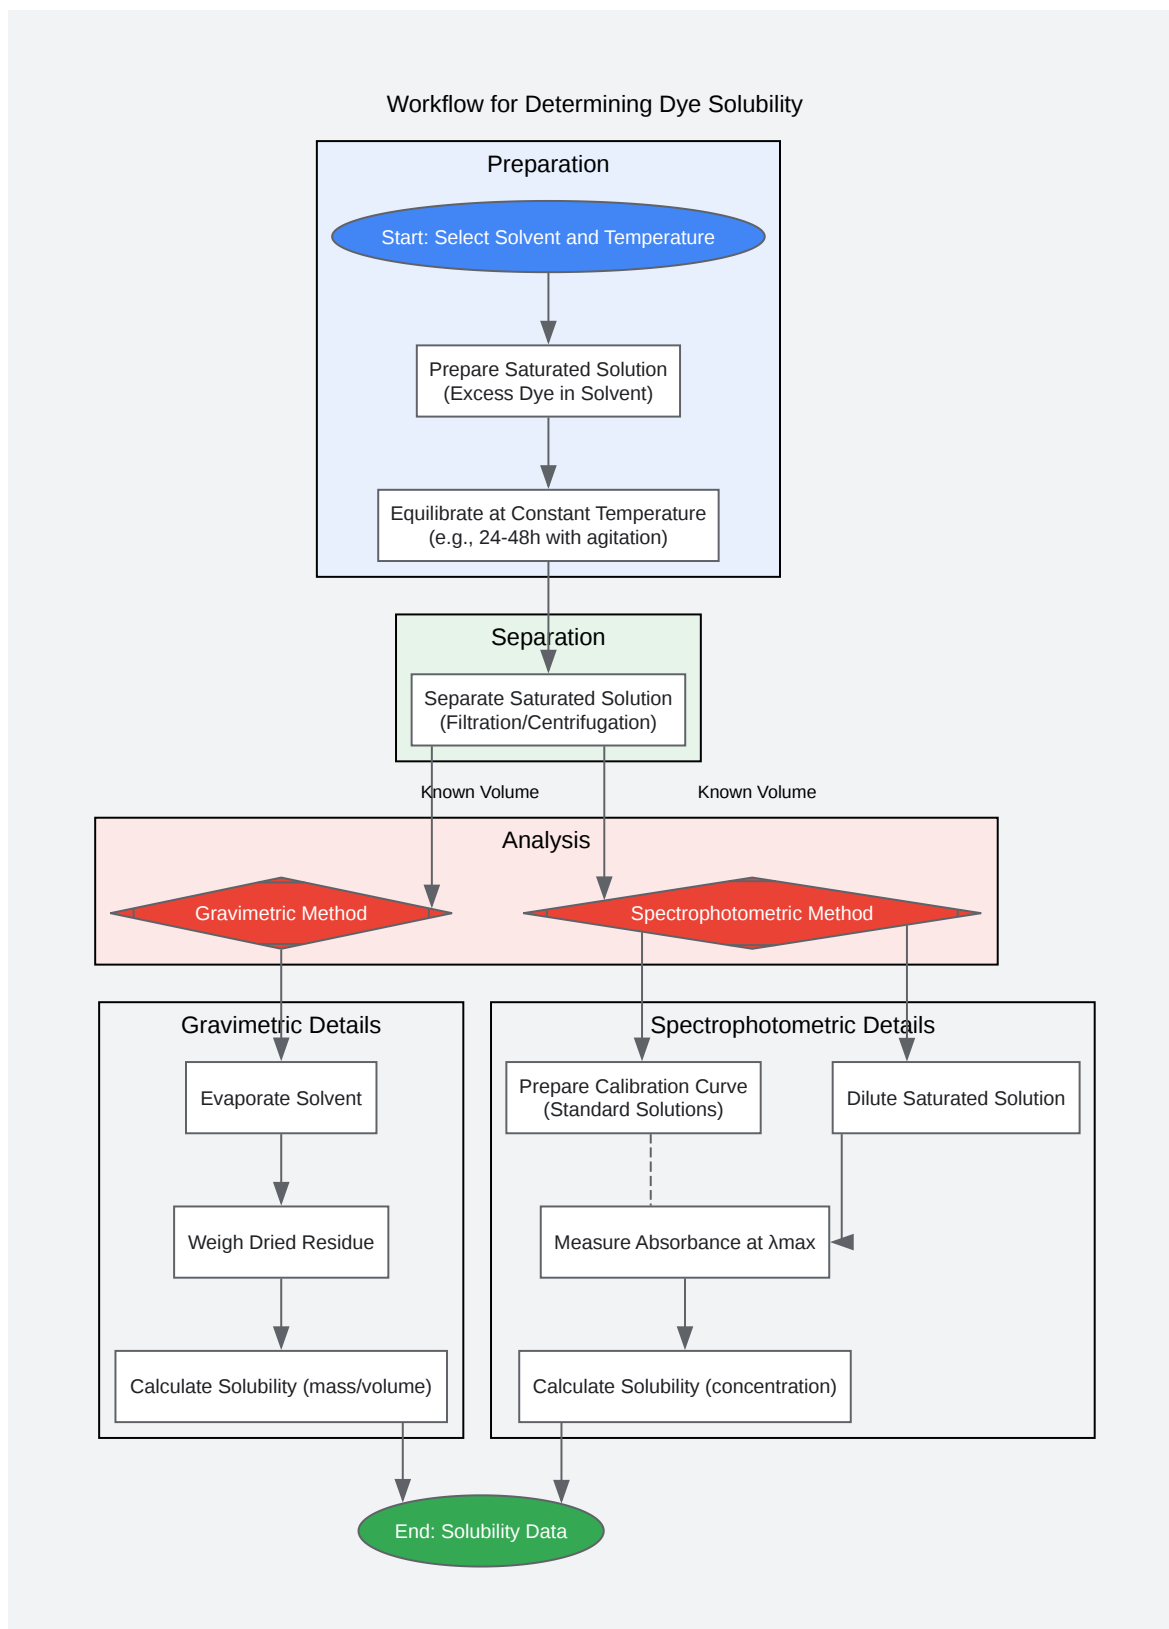 Workflow for Determining Dye Solubility
Preparation
Start: Select Solvent and Temperature
Prepare Saturated Solution
(Excess Dye in Solvent)
Equilibrate at Constant Temperature
(e.g., 24-48h with agitation)
Separation
Separate Saturated Solution
(Filtration/Centrifugation)
Known Volume
Known Volume
Analysis
Gravimetric Method
Spectrophotometric Method
Gravimetric Details
Evaporate Solvent
Weigh Dried Residue
Calculate Solubility (mass/volume)
Spectrophotometric Details
Prepare Calibration Curve
(Standard Solutions)
Dilute Saturated Solution
Measure Absorbance at λmax
Calculate Solubility (concentration)
End: Solubility Data